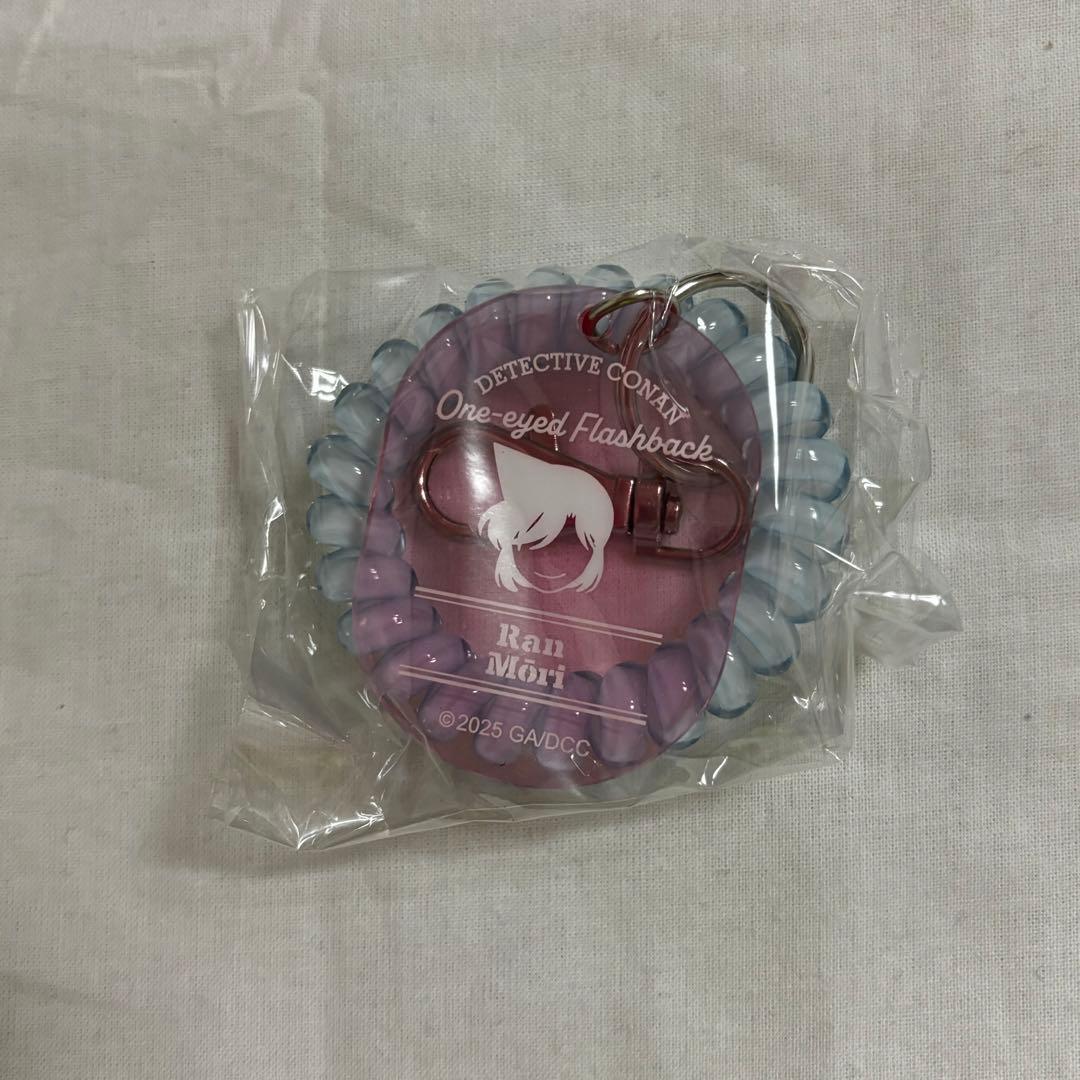 DETECTIVE CONAN
One-eyed Flashback
Ran
Mōri
©2025 GA/DCC